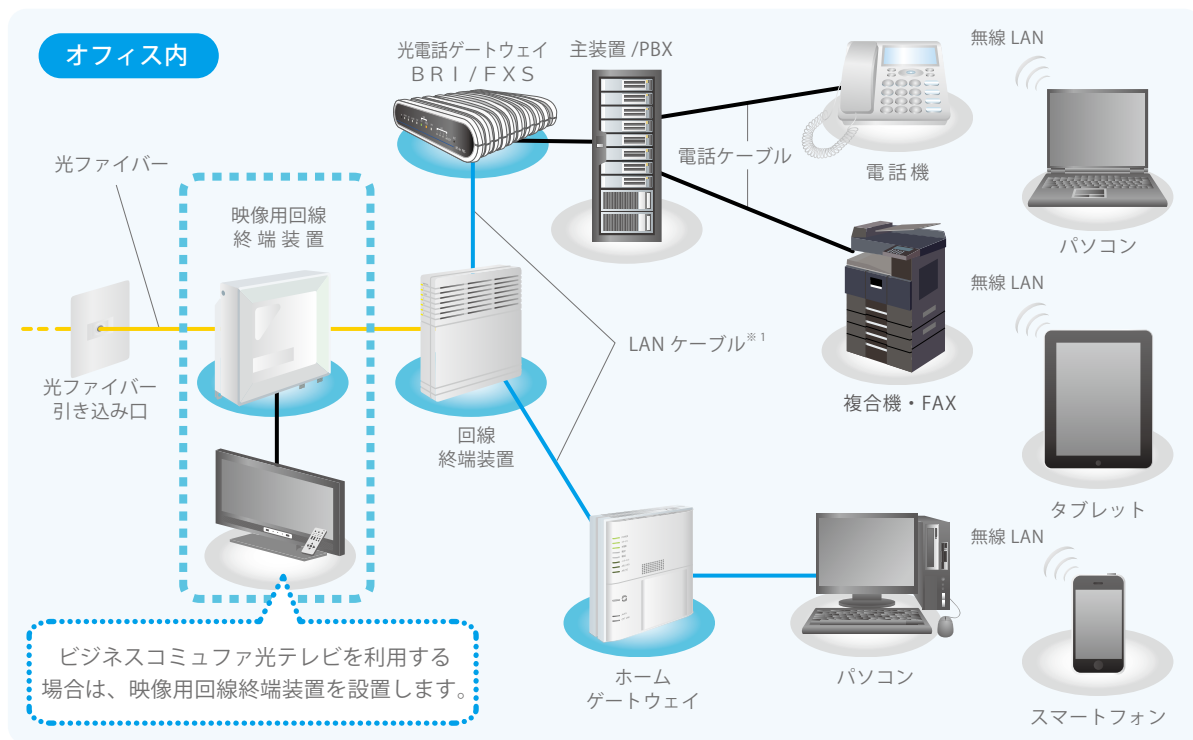 オフィス内
光電話ゲートウェイ
ＢＲＩ/ＦＸＳ
主装置/PBX
無線 LAN
光ファイバー
電話ケーブル
電話機
パソコン
映像用回線
終端装置
無線 LAN
LAN ケーブル※1
光ファイバー
引き込み口
複合機・FAX
回線
終端装置
タブレット
無線 LAN
ビジネスコミュファ光テレビを利用する
場合は、映像用回線終端装置を設置します。
ホーム
ゲートウェイ
パソコン
スマートフォン